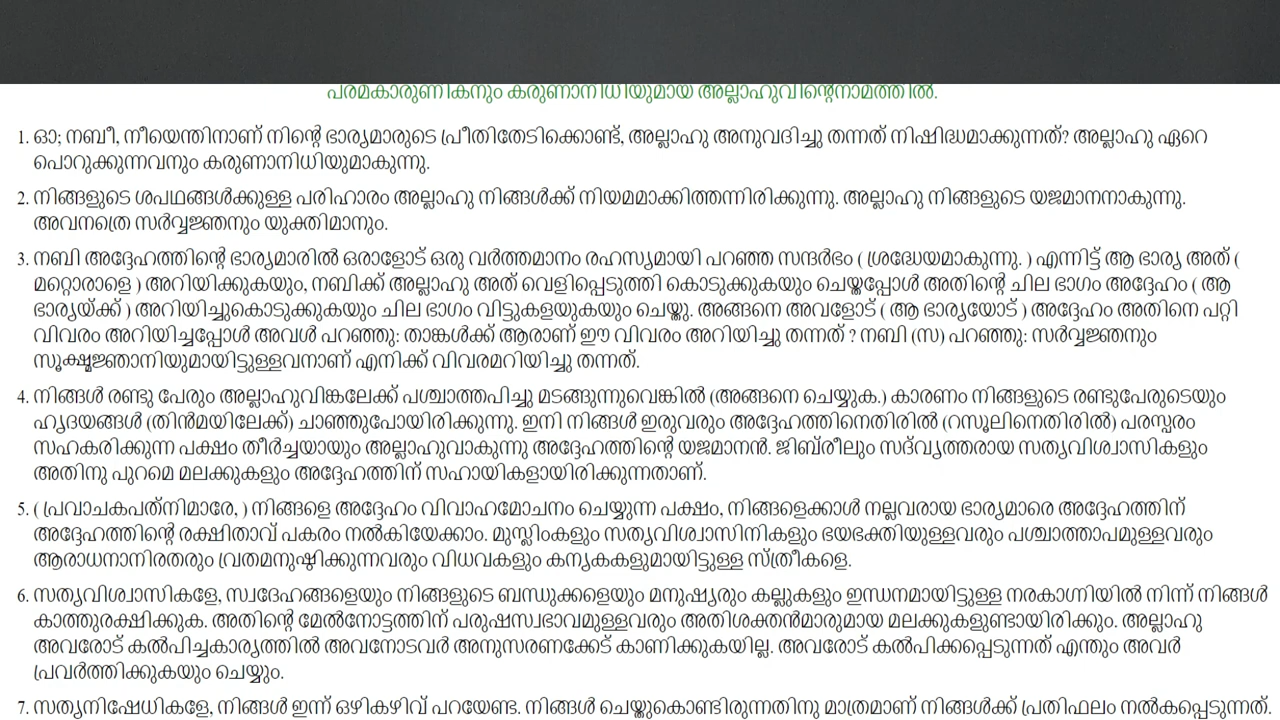 പരമകാരുണികനും കരുണാനിധിയുമായ അല്ലാഹുവിന്റെനാമത്തിൽ.
1. ഓ; നബീ, നീയെന്തിനാണ് നിന്റെ ഭാര്യമാരുടെ പ്രീതിതേടിക്കൊണ്ട്, അല്ലാഹു അനുവദിച്ചു തന്നത് നിഷിദ്ധമാക്കുന്നത്? അല്ലാഹു ഏറെ
പൊറുക്കുന്നവനും കരുണാനിധിയുമാകുന്നു.
2. നിങ്ങളുടെ ശപഥങ്ങൾക്കുള്ള പരിഹാരം അല്ലാഹു നിങ്ങൾക്ക് നിയമമാക്കിത്തന്നിരിക്കുന്നു. അല്ലാഹു നിങ്ങളുടെ യജമാനനാകുന്നു.
അവനത്രെ സർവ്വജ്ഞനും യുക്തിമാനും.
3. നബി അദ്ദേഹത്തിന്റെ ഭാര്യമാരിൽ ഒരാളോട് ഒരു വർത്തമാനം രഹസ്യമായി പറഞ്ഞ സന്ദർഭം ( ശ്രദ്ധേയമാകുന്നു. ) എന്നിട്ട് ആ ഭാര്യ അത് (
മറ്റൊരാളെ ) അറിയിക്കുകയും, നബിക്ക് അല്ലാഹു അത് വെളിപ്പെടുത്തി കൊടുക്കുകയും ചെയ്തപ്പോൾ അതിന്റെ ചില ഭാഗം അദ്ദേഹം ( ആ
ഭാര്യയ്ക്ക് ) അറിയിച്ചുകൊടുക്കുകയും ചില ഭാഗം വിട്ടുകളയുകയും ചെയ്തു. അങ്ങനെ അവളോട് ( ആ ഭാര്യയോട് ) അദ്ദേഹം അതിനെ പറ്റി
വിവരം അറിയിച്ചപ്പോൾ അവൾ പറഞ്ഞു: താങ്കൾക്ക് ആരാണ് ഈ വിവരം അറിയിച്ചു തന്നത് ? നബി (സ) പറഞ്ഞു: സർവ്വജ്ഞനും
സൂക്ഷ്മജ്ഞാനിയുമായിട്ടുള്ളവനാണ് എനിക്ക് വിവരമറിയിച്ചു തന്നത്.
4. നിങ്ങൾ രണ്ടു പേരും അല്ലാഹുവിങ്കലേക്ക് പശ്ചാത്തപിച്ചു മടങ്ങുന്നുവെങ്കിൽ (അങ്ങനെ ചെയ്യുക.) കാരണം നിങ്ങളുടെ രണ്ടുപേരുടെയും
ഹൃദയങ്ങൾ (തിൻമയിലേക്ക്) ചാഞ്ഞുപോയിരിക്കുന്നു. ഇനി നിങ്ങൾ ഇരുവരും അദ്ദേഹത്തിനെതിരിൽ (റസൂലിനെതിരിൽ) പരസ്പരം
സഹകരിക്കുന്ന പക്ഷം തീർച്ചയായും അല്ലാഹുവാകുന്നു അദ്ദേഹത്തിന്റെ യജമാനൻ. ജിബ്‌രീലും സദ്‌വൃത്തരായ സത്യവിശ്വാസികളും
അതിനു പുറമെ മലക്കുകളും അദ്ദേഹത്തിന് സഹായികളായിരിക്കുന്നതാണ്.
5. ( പ്രവാചകപത്‌നിമാരേ, ) നിങ്ങളെ അദ്ദേഹം വിവാഹമോചനം ചെയ്യുന്ന പക്ഷം, നിങ്ങളെക്കാൾ നല്ലവരായ ഭാര്യമാരെ അദ്ദേഹത്തിന്
അദ്ദേഹത്തിന്റെ രക്ഷിതാവ് പകരം നൽകിയേക്കാം. മുസ്ലിംകളും സത്യവിശ്വാസിനികളും ഭയഭക്തിയുള്ളവരും പശ്ചാത്താപമുള്ളവരും
ആരാധനാനിരതരും വ്രതമനുഷ്ഠിക്കുന്നവരും വിധവകളും കന്യകകളുമായിട്ടുള്ള സ്ത്രീകളെ.
6. സത്യവിശ്വാസികളേ, സ്വദേഹങ്ങളെയും നിങ്ങളുടെ ബന്ധുക്കളെയും മനുഷ്യരും കല്ലുകളും ഇന്ധനമായിട്ടുള്ള നരകാഗ്നിയിൽ നിന്ന് നിങ്ങൾ
കാത്തുരക്ഷിക്കുക. അതിന്റെ മേൽനോട്ടത്തിന് പരുഷസ്വഭാവമുള്ളവരും അതിശക്തൻമാരുമായ മലക്കുകളുണ്ടായിരിക്കും. അല്ലാഹു
അവരോട് കൽപിച്ചകാര്യത്തിൽ അവനോടവർ അനുസരണക്കേട് കാണിക്കുകയില്ല. അവരോട് കൽപിക്കപ്പെടുന്നത് എന്തും അവർ
പ്രവർത്തിക്കുകയും ചെയ്യും.
7. സത്യനിഷേധികളേ, നിങ്ങൾ ഇന്ന് ഒഴികഴിവ് പറയേണ്ട. നിങ്ങൾ ചെയ്തുകൊണ്ടിരുന്നതിനു മാത്രമാണ് നിങ്ങൾക്ക് പ്രതിഫലം നൽകപ്പെടുന്നത്.